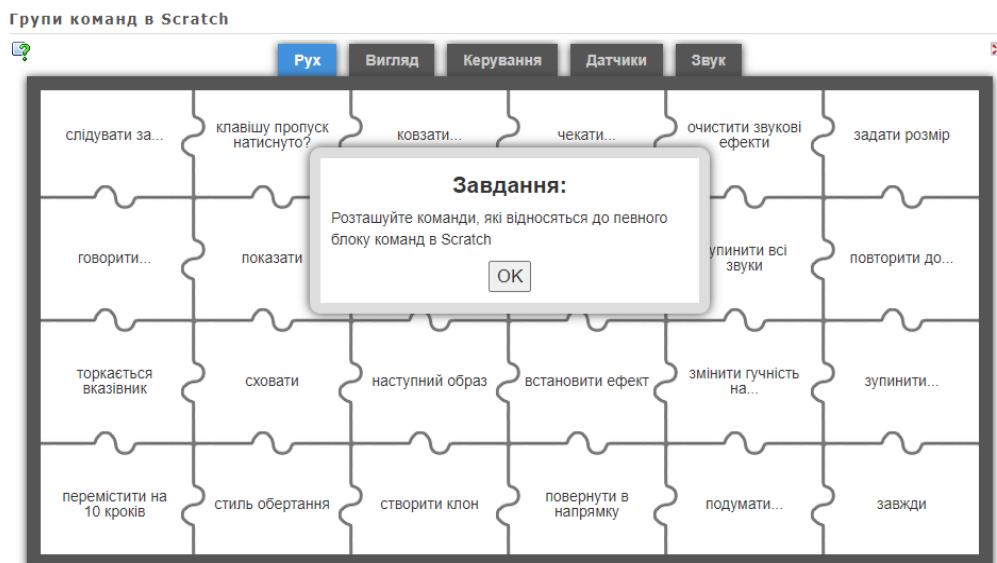 Групи команд в Scratch
Рух
Вигляд
Керування
Датчики
Звук
слідувати за...
клавішу пропуск
натиснуто?
ковзати...
чекати...
очистити звукові
ефекти
задати розмір
Завдання:
Розташуйте команди, які відносяться до певного
блоку команд в Scratch
OK
говорити...
показати
упинити всі
звуки
повторити до...
торкається
вказівник
сховати
наступний образ
встановити ефект
змінити гучність
на...
зупинити...
перемістити на
10 кроків
стиль обертання
створити клон
повернути в
напрямку
подумати...
завжди